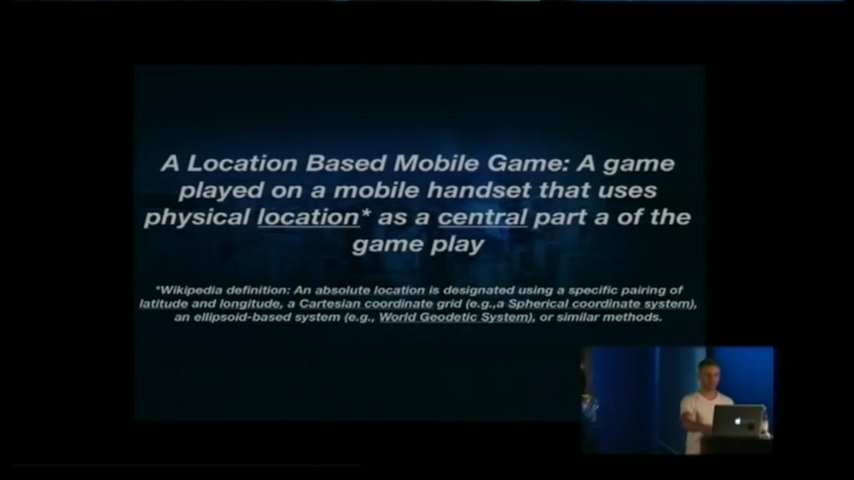 A Location Based Mobile Game: A game
played on a mobile handset that uses
physical location* as a central part a of the
game play
*Wikipedia definition: An absolute location is designated using a specific pairing of
latitude and longitude, a Cartesian coordinate grid (e.g.,a Spherical coordinate system),
an ellipsoid-based system (e.g., World Geodetic System), or similar methods.